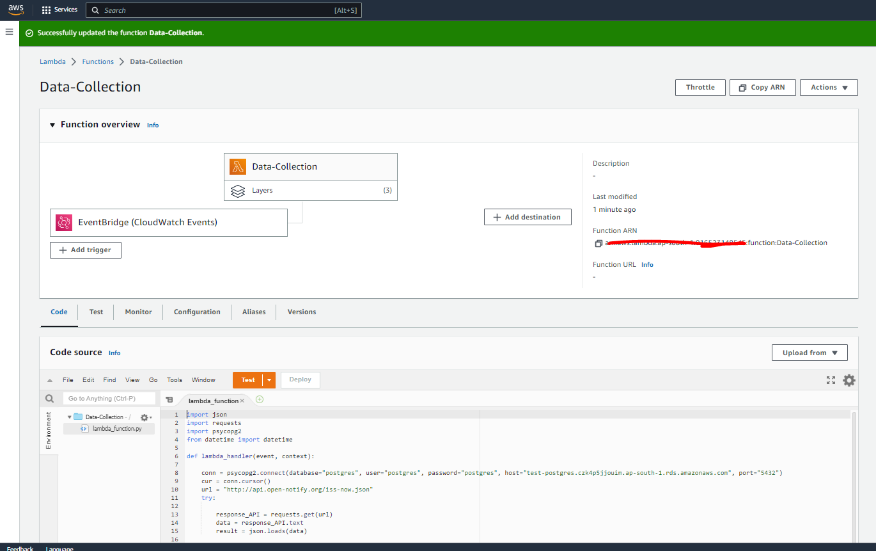 aws
Services
Search
[Alt+S]
Successfully updated the function Data-Collection.
Lambda > Functions > Data-Collection
Data-Collection
Throttle
Copy ARN
Actions ▼
▼ Function overview Info
Data-Collection
Layers (3)
EventBridge (CloudWatch Events)
+ Add trigger
+ Add destination
Description
-
Last modified
1 minute ago
Function ARN
:function:Data-Collection
Function URL Info
-
Code Test Monitor Configuration Aliases Versions
Code source Info
Upload from ▼
File Edit Find View Go Tools Window
Test
Deploy
Go to Anything (Ctrl-P)
lambda_function ×
Environment
Data-Collection - /
lambda_function.py
1 import json
2 import requests
3 import psycopg2
4 from datetime import datetime
5
6 def lambda_handler(event, context):
7
8 conn = psycopg2.connect(database="postgres", user="postgres", password="postgres", host="test-postgres.czk4p5jjouim.ap-south-1.rds.amazonaws.com", port="5432")
9 cur = conn.cursor()
10 url = "http://api.open-notify.org/iss-now.json"
11 try:
12
13 response_API = requests.get(url)
14 data = response_API.text
15 result = json.loads(data)
16
Feedback Language